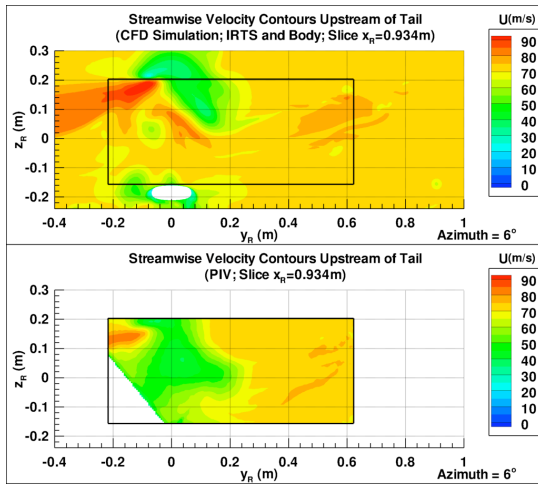 Streamwise Velocity Contours Upstream of Tail
(CFD Simulation; IRTS and Body; Slice x_R=0.934m)
U(m/s)
90
80
70
60
50
40
30
20
10
0
z_R (m)
0.3
0.2
0.1
0
-0.1
-0.2
-0.4 -0.2 0 0.2 0.4 0.6 0.8 1
y_R (m)
Azimuth = 6°
Streamwise Velocity Contours Upstream of Tail
(PIV; Slice x_R=0.934m)
U(m/s)
90
80
70
60
50
40
30
20
10
0
z_R (m)
0.3
0.2
0.1
0
-0.1
-0.2
-0.4 -0.2 0 0.2 0.4 0.6 0.8 1
y_R (m)
Azimuth = 6°